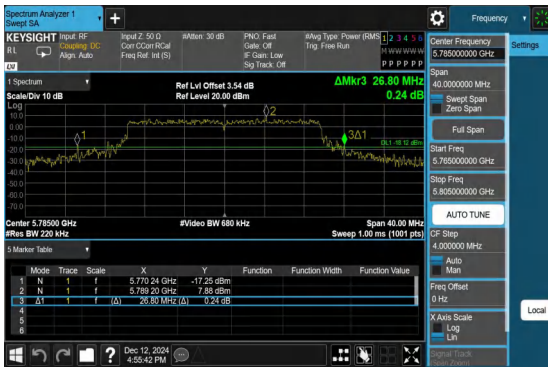 Spectrum Analyzer 1
Swept SA
+
Frequency
KEYSIGHT Input: RF Input Z: 50 Ω #Atten: 30 dB PNO: Fast #Avg Type: Power (RMS 1 2 3 4 5 6
RL Coupling: DC Corr CCorr RCal Gate: Off Trig: Free Run M W W W W W
Align: Auto Freq Ref: Int (S) IF Gain: Low
LXI Sig Track: Off P P P P P P
Center Frequency
5.785000000 GHz
Settings
Span
40.0000000 MHz
Swept Span
Zero Span
Full Span
Start Freq
5.765000000 GHz
Stop Freq
5.805000000 GHz
AUTO TUNE
CF Step
4.000000 MHz
Auto
Man
Freq Offset
0 Hz
X Axis Scale
Log
Lin
Signal Track
(Span Zoom)
Local
1 Spectrum Ref Lvl Offset 3.54 dB ΔMkr3 26.80 MHz
Scale/Div 10 dB Ref Level 20.00 dBm 0.24 dB
Log
10.0
0.00
-10.0
-20.0
-30.0
-40.0
-50.0
-60.0
-70.0
1
2
3Δ1
DL1 -18.12 dBm
Center 5.78500 GHz #Video BW 680 kHz Span 40.00 MHz
#Res BW 220 kHz Sweep 1.00 ms (1001 pts)
5 Marker Table
Mode Trace Scale X Y Function Function Width Function Value
1 N 1 f 5.770 24 GHz -17.25 dBm
2 N 1 f 5.789 20 GHz 7.88 dBm
3 Δ1 1 f (Δ) 26.80 MHz (Δ) 0.24 dB
4
5
6
?
Dec 12, 2024
4:55:42 PM